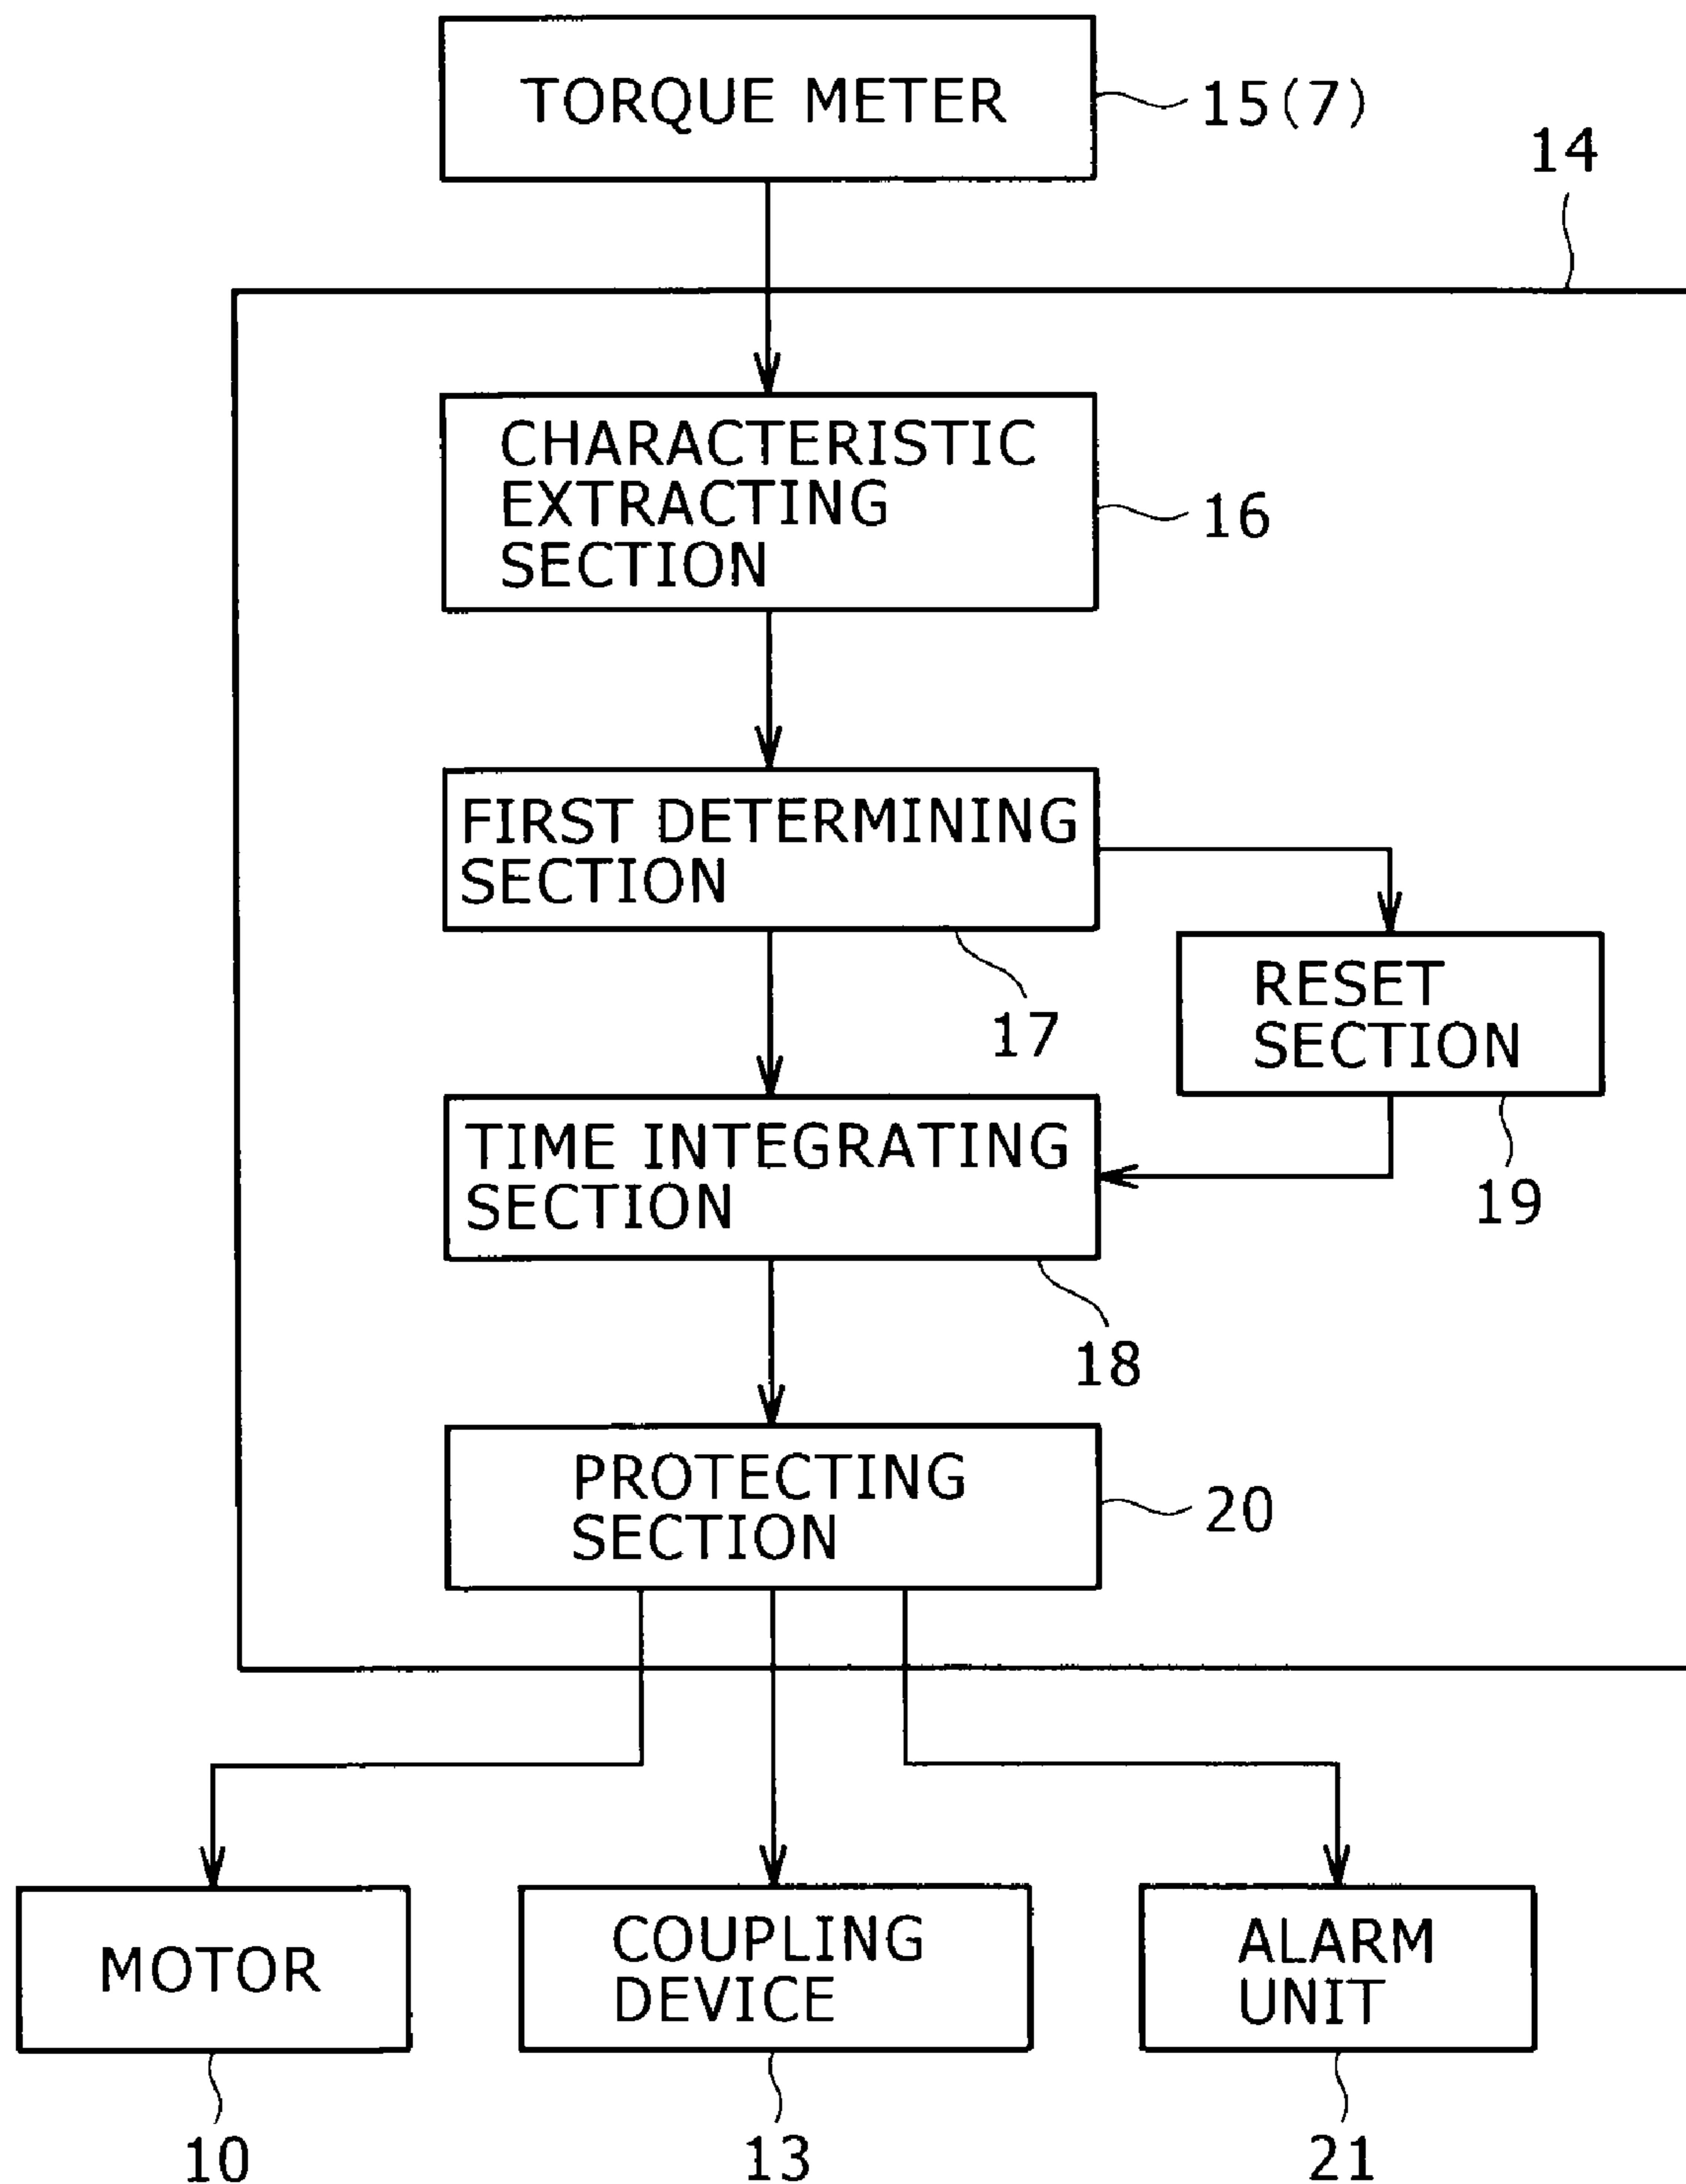 TORQUE METER
15(7)
14
CHARACTERISTIC
EXTRACTING
SECTION
16
FIRST DETERMINING
SECTION
17
RESET
SECTION
19
TIME INTEGRATING
SECTION
18
PROTECTING
SECTION
20
MOTOR
10
COUPLING
DEVICE
13
ALARM
UNIT
21